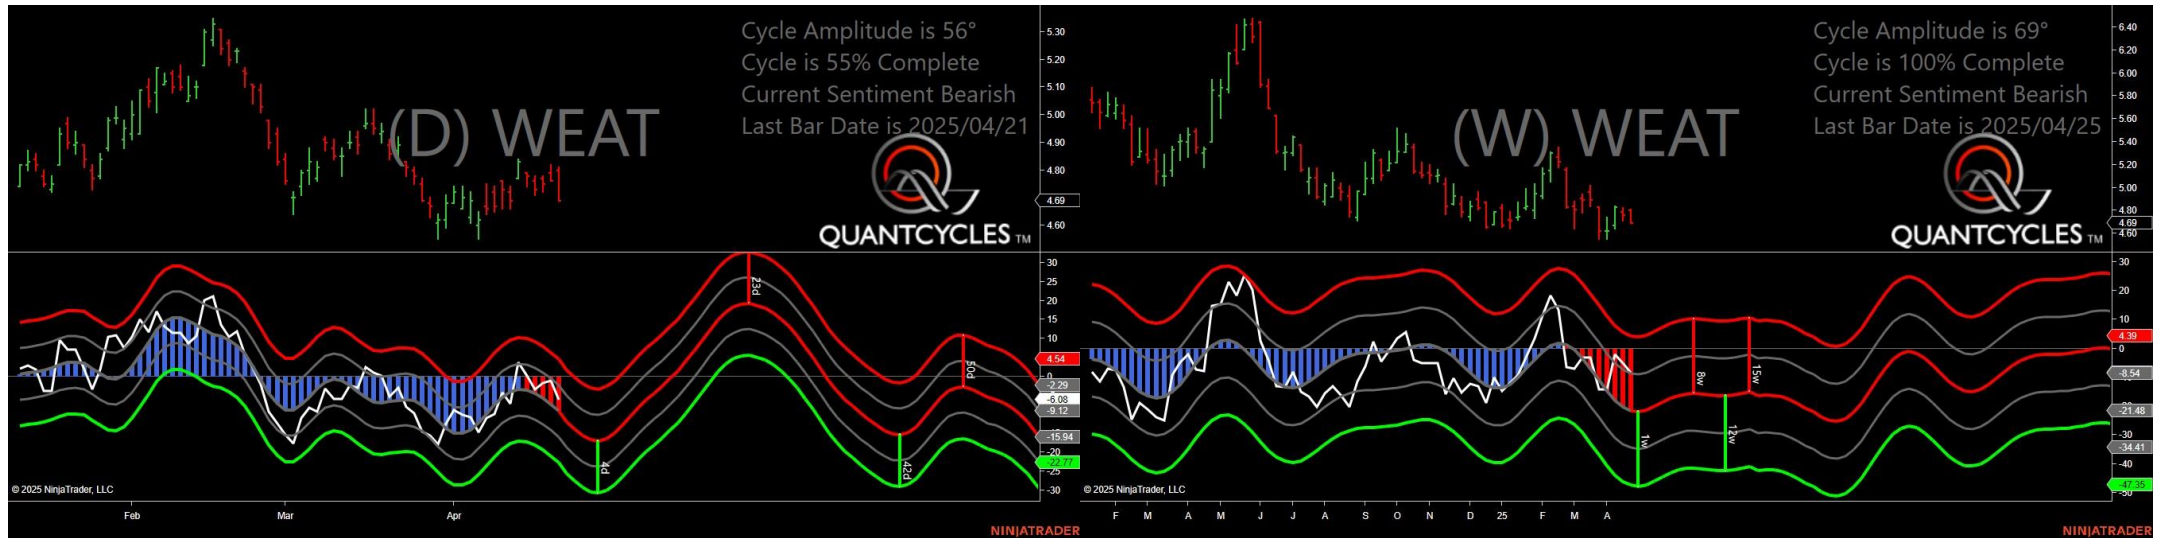 Cycle Amplitude is 56°
Cycle is 55% Complete
Current Sentiment Bearish
Last Bar Date is 2025/04/21
(D) WEAT
QUANTCYCLES TM
5.30
5.20
5.10
5.00
4.90
4.80
4.69
4.60
30
25
20
15
10
4.54
0
-2.29
-6.08
-9.12
-15.94
-20
-22.77
-25
-30
23d
50d
4d
42d
© 2025 NinjaTrader, LLC
Feb
Mar
Apr
NINJATRADER
Cycle Amplitude is 69°
Cycle is 100% Complete
Current Sentiment Bearish
Last Bar Date is 2025/04/25
(W) WEAT
QUANTCYCLES TM
6.40
6.20
6.00
5.80
5.60
5.40
5.20
5.00
4.80
4.69
4.60
30
20
10
4.39
0
-8.54
-21.48
-30
-34.41
-40
-47.35
-50
8w
15w
1w
12w
© 2025 NinjaTrader, LLC
F M A M J J A S O N D 25 F M A
NINJATRADER